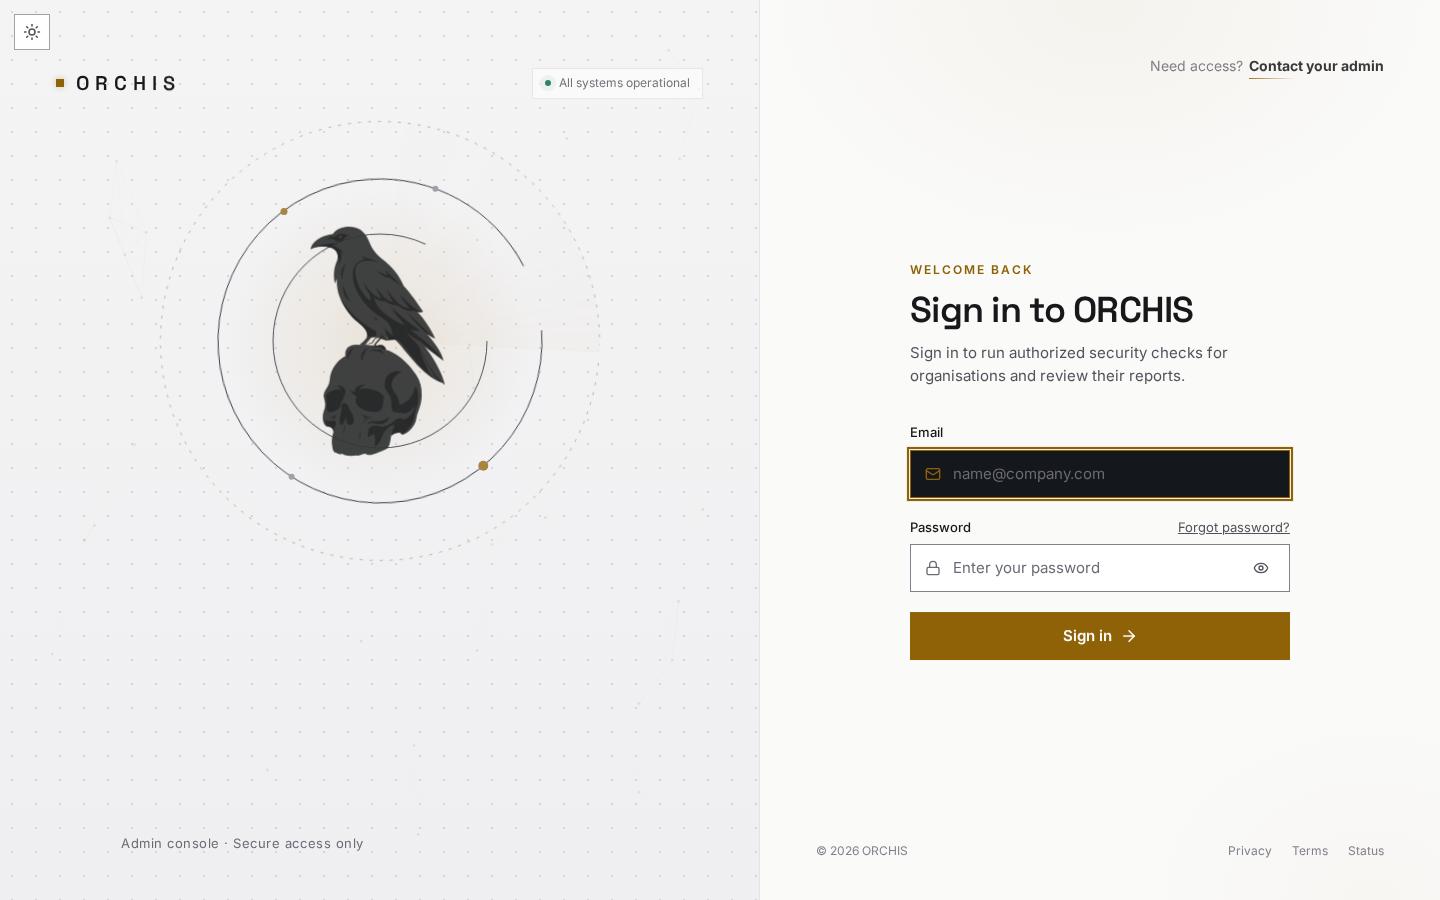 ORCHIS
All systems operational
Need access? Contact your admin
WELCOME BACK
Sign in to ORCHIS
Sign in to run authorized security checks for
organisations and review their reports.
Email
name@company.com
Password
Forgot password?
Enter your password
Sign in
Admin console · Secure access only
© 2026 ORCHIS
Privacy
Terms
Status